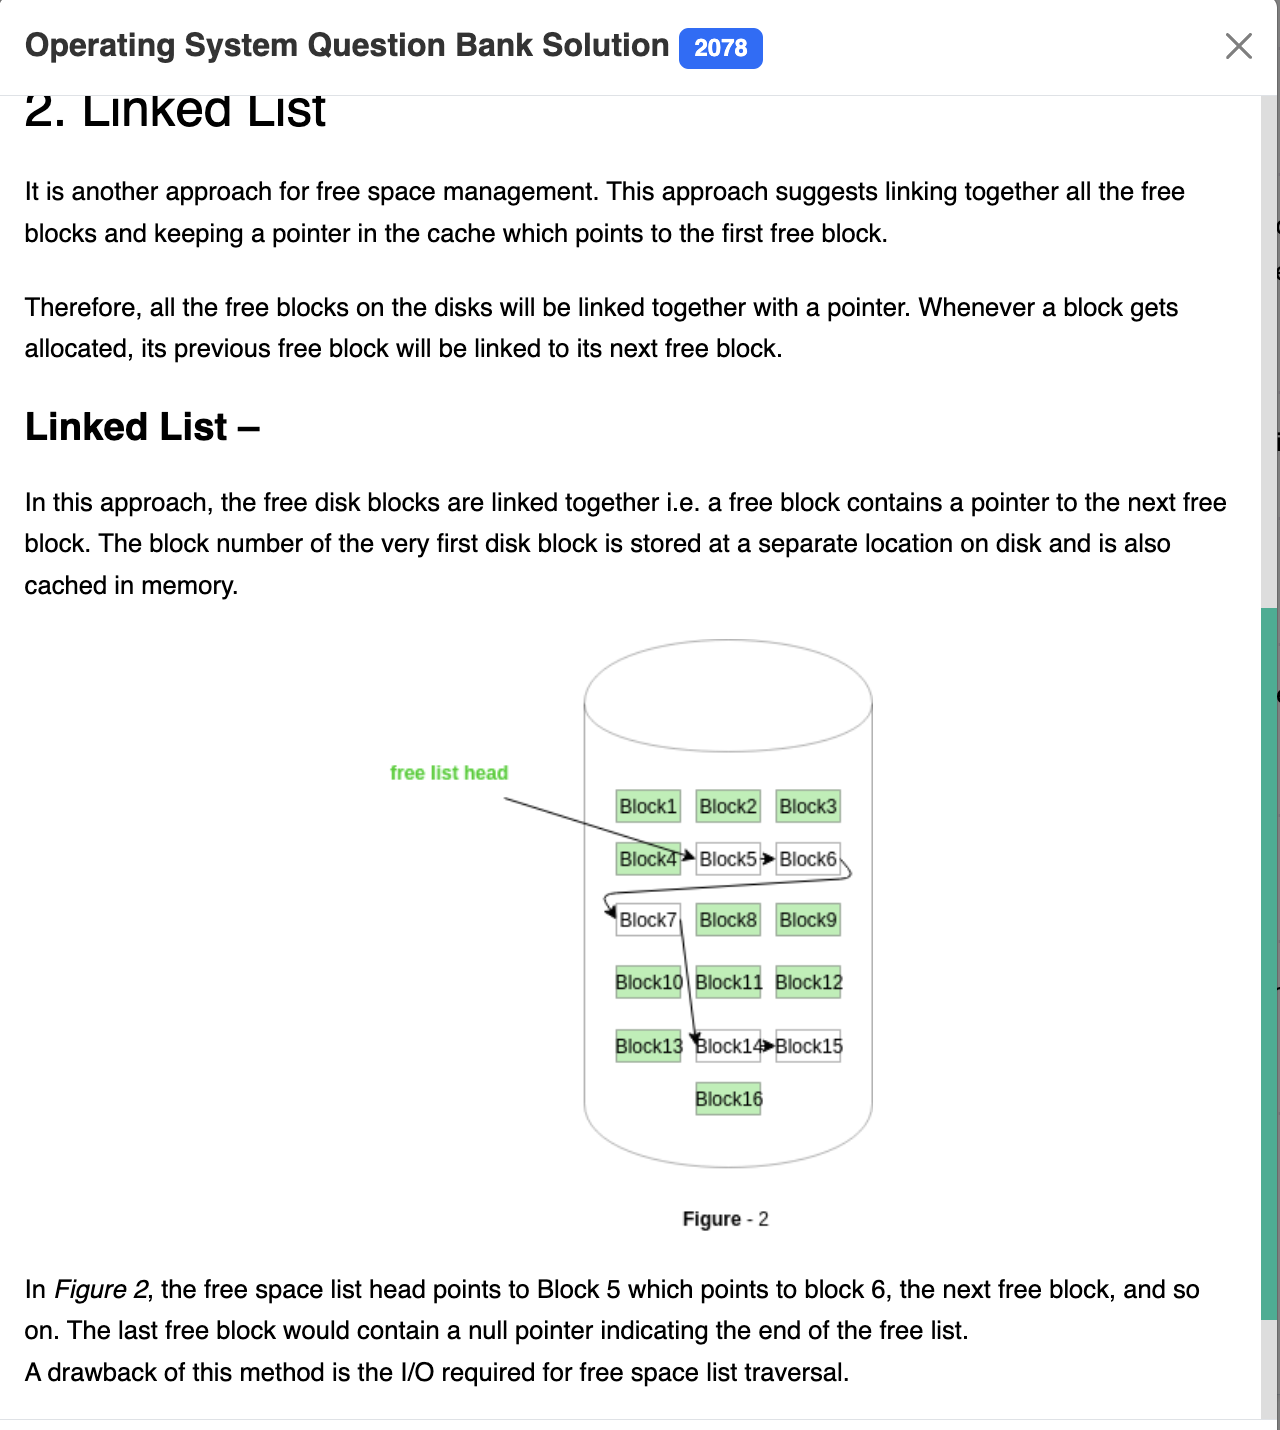 Operating System Question Bank Solution 2078
2. Linked List
It is another approach for free space management. This approach suggests linking together all the free
blocks and keeping a pointer in the cache which points to the first free block.
Therefore, all the free blocks on the disks will be linked together with a pointer. Whenever a block gets
allocated, its previous free block will be linked to its next free block.
Linked List –
In this approach, the free disk blocks are linked together i.e. a free block contains a pointer to the next free
block. The block number of the very first disk block is stored at a separate location on disk and is also
cached in memory.
free list head
Block1 Block2 Block3
Block4 Block5 Block6
Block7 Block8 Block9
Block10 Block11 Block12
Block13 Block14 Block15
Block16
Figure - 2
In Figure 2, the free space list head points to Block 5 which points to block 6, the next free block, and so
on. The last free block would contain a null pointer indicating the end of the free list.
A drawback of this method is the I/O required for free space list traversal.